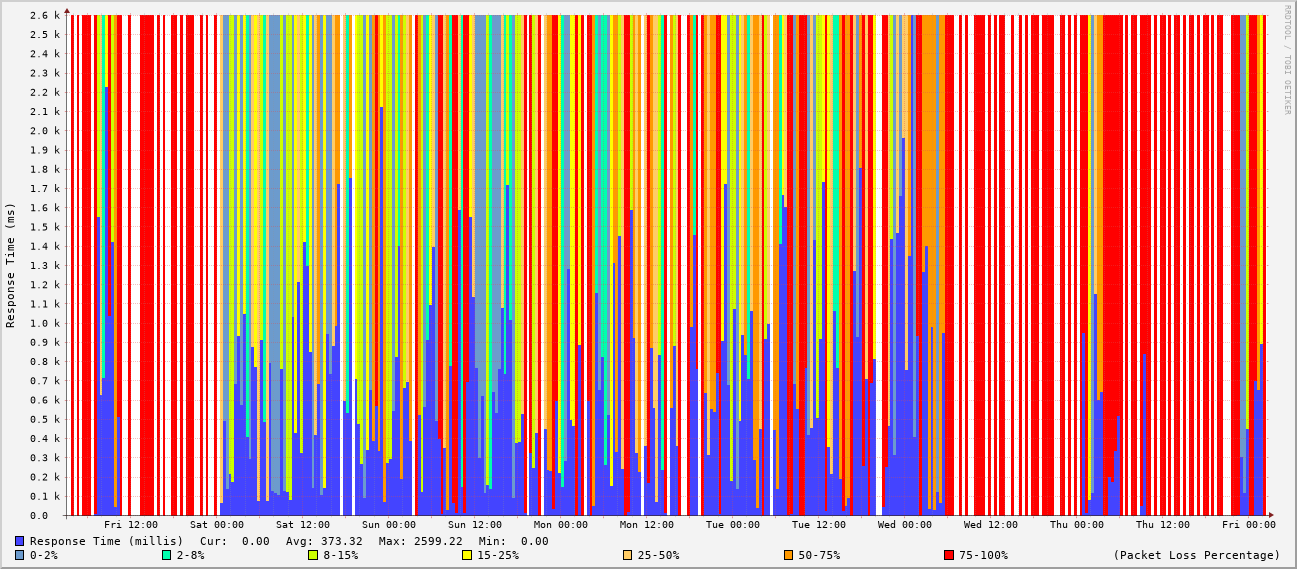 2.6 k
2.5 k
2.4 k
2.3 k
2.2 k
2.1 k
2.0 k
1.9 k
1.8 k
1.7 k
1.6 k
1.5 k
1.4 k
1.3 k
1.2 k
1.1 k
1.0 k
0.9 k
0.8 k
0.7 k
0.6 k
0.5 k
0.4 k
0.3 k
0.2 k
0.1 k
0.0
Response Time (ms)
RRDTOOL / TOBI OETIKER
Fri 12:00 Sat 00:00 Sat 12:00 Sun 00:00 Sun 12:00 Mon 00:00 Mon 12:00 Tue 00:00 Tue 12:00 Wed 00:00 Wed 12:00 Thu 00:00 Thu 12:00 Fri 00:00
Response Time (millis) Cur: 0.00 Avg: 373.32 Max: 2599.22 Min: 0.00
0-2% 2-8% 8-15% 15-25% 25-50% 50-75% 75-100% (Packet Loss Percentage)